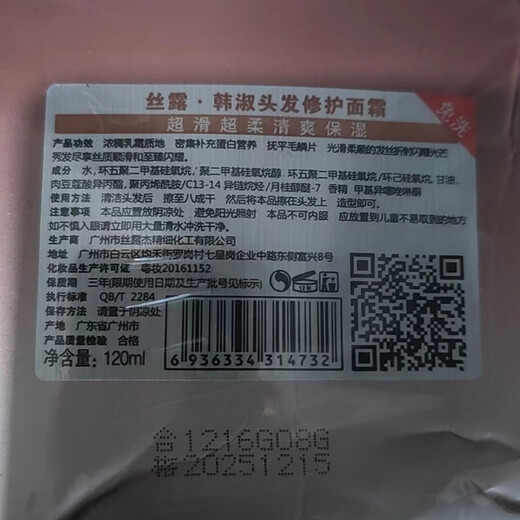 丝露·韩淑头发修护面霜
免洗
超滑超柔清爽保湿
产品功效 浓稠乳霜质地 密集补充蛋白营养 抚平毛鳞片 光滑柔顺的发丝折射闪耀光芒
秀发尽享丝质顺滑和至臻闪耀。
成分 水,环五聚二甲基硅氧烷/聚二甲基硅氧烷醇,环五聚二甲基硅氧烷/环己硅氧烷,甘油,
肉豆蔻酸异丙酯,聚丙烯酰胺/C13-14 异链烷烃/月桂醇醚-7 香精 甲基异噻唑啉酮
使用方法 清洁头发后 擦至八成干 然后将本品擦在头发上 造型即可。
注意事项 本品应置放阴凉处 避免阳光照射 本品不可内服 应放置到儿童不易取到的地方
如不慎入眼请立即用大量清水冲洗干净。
生产商 广州市丝露杰精细化工有限公司
地址 广州市白云区均禾街罗岗村七星岗企业中路东侧富兴8号
化妆品生产许可证 粤妆20161152
保质期 三年(限期使用日期及生产批号见标示)
执行标准 QB/T 2284
保存方法 请置于阴凉处
产地 广东省广州市
产品质量检验 合格
净含量: 120ml
6 936334 314732
合1216G08G
格20251215